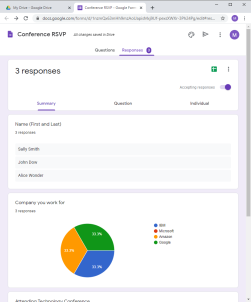 My Drive - Google Drive
Conference RSVP - Google Forms
Conference RSVP
All changes saved in Drive
M
Questions
Responses 3
3 responses
Accepting responses
Summary
Question
Individual
Name (First and Last)
3 responses
Sally Smith
John Dow
Alice Wonder
Company you work for
3 responses
IBM
Microsoft
Amazon
Google
33.3%
33.3%
33.3%
Attending Technology Conference